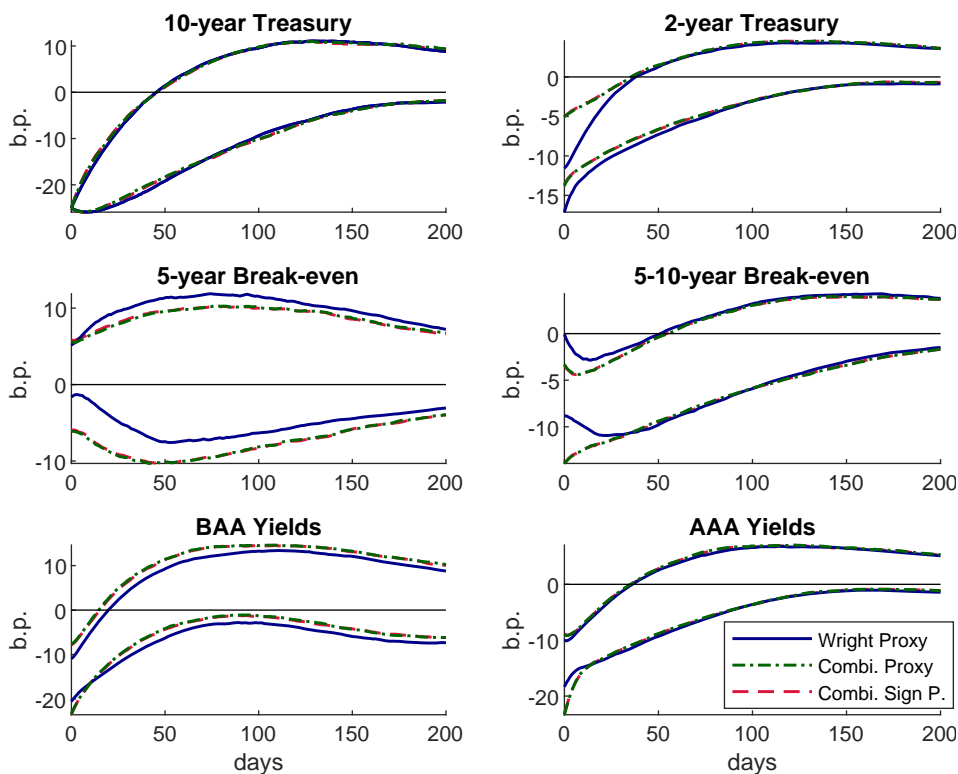 10-year Treasury
10
0
-10
-20
b.p.
0 50 100 150 200
2-year Treasury
0
-5
-10
-15
b.p.
0 50 100 150 200
5-year Break-even
10
0
-10
b.p.
0 50 100 150 200
5-10-year Break-even
0
-5
-10
b.p.
0 50 100 150 200
BAA Yields
10
0
-10
-20
b.p.
0 50 100 150 200
days
AAA Yields
0
-10
-20
b.p.
Wright Proxy
Combi. Proxy
Combi. Sign P.
0 50 100 150 200
days